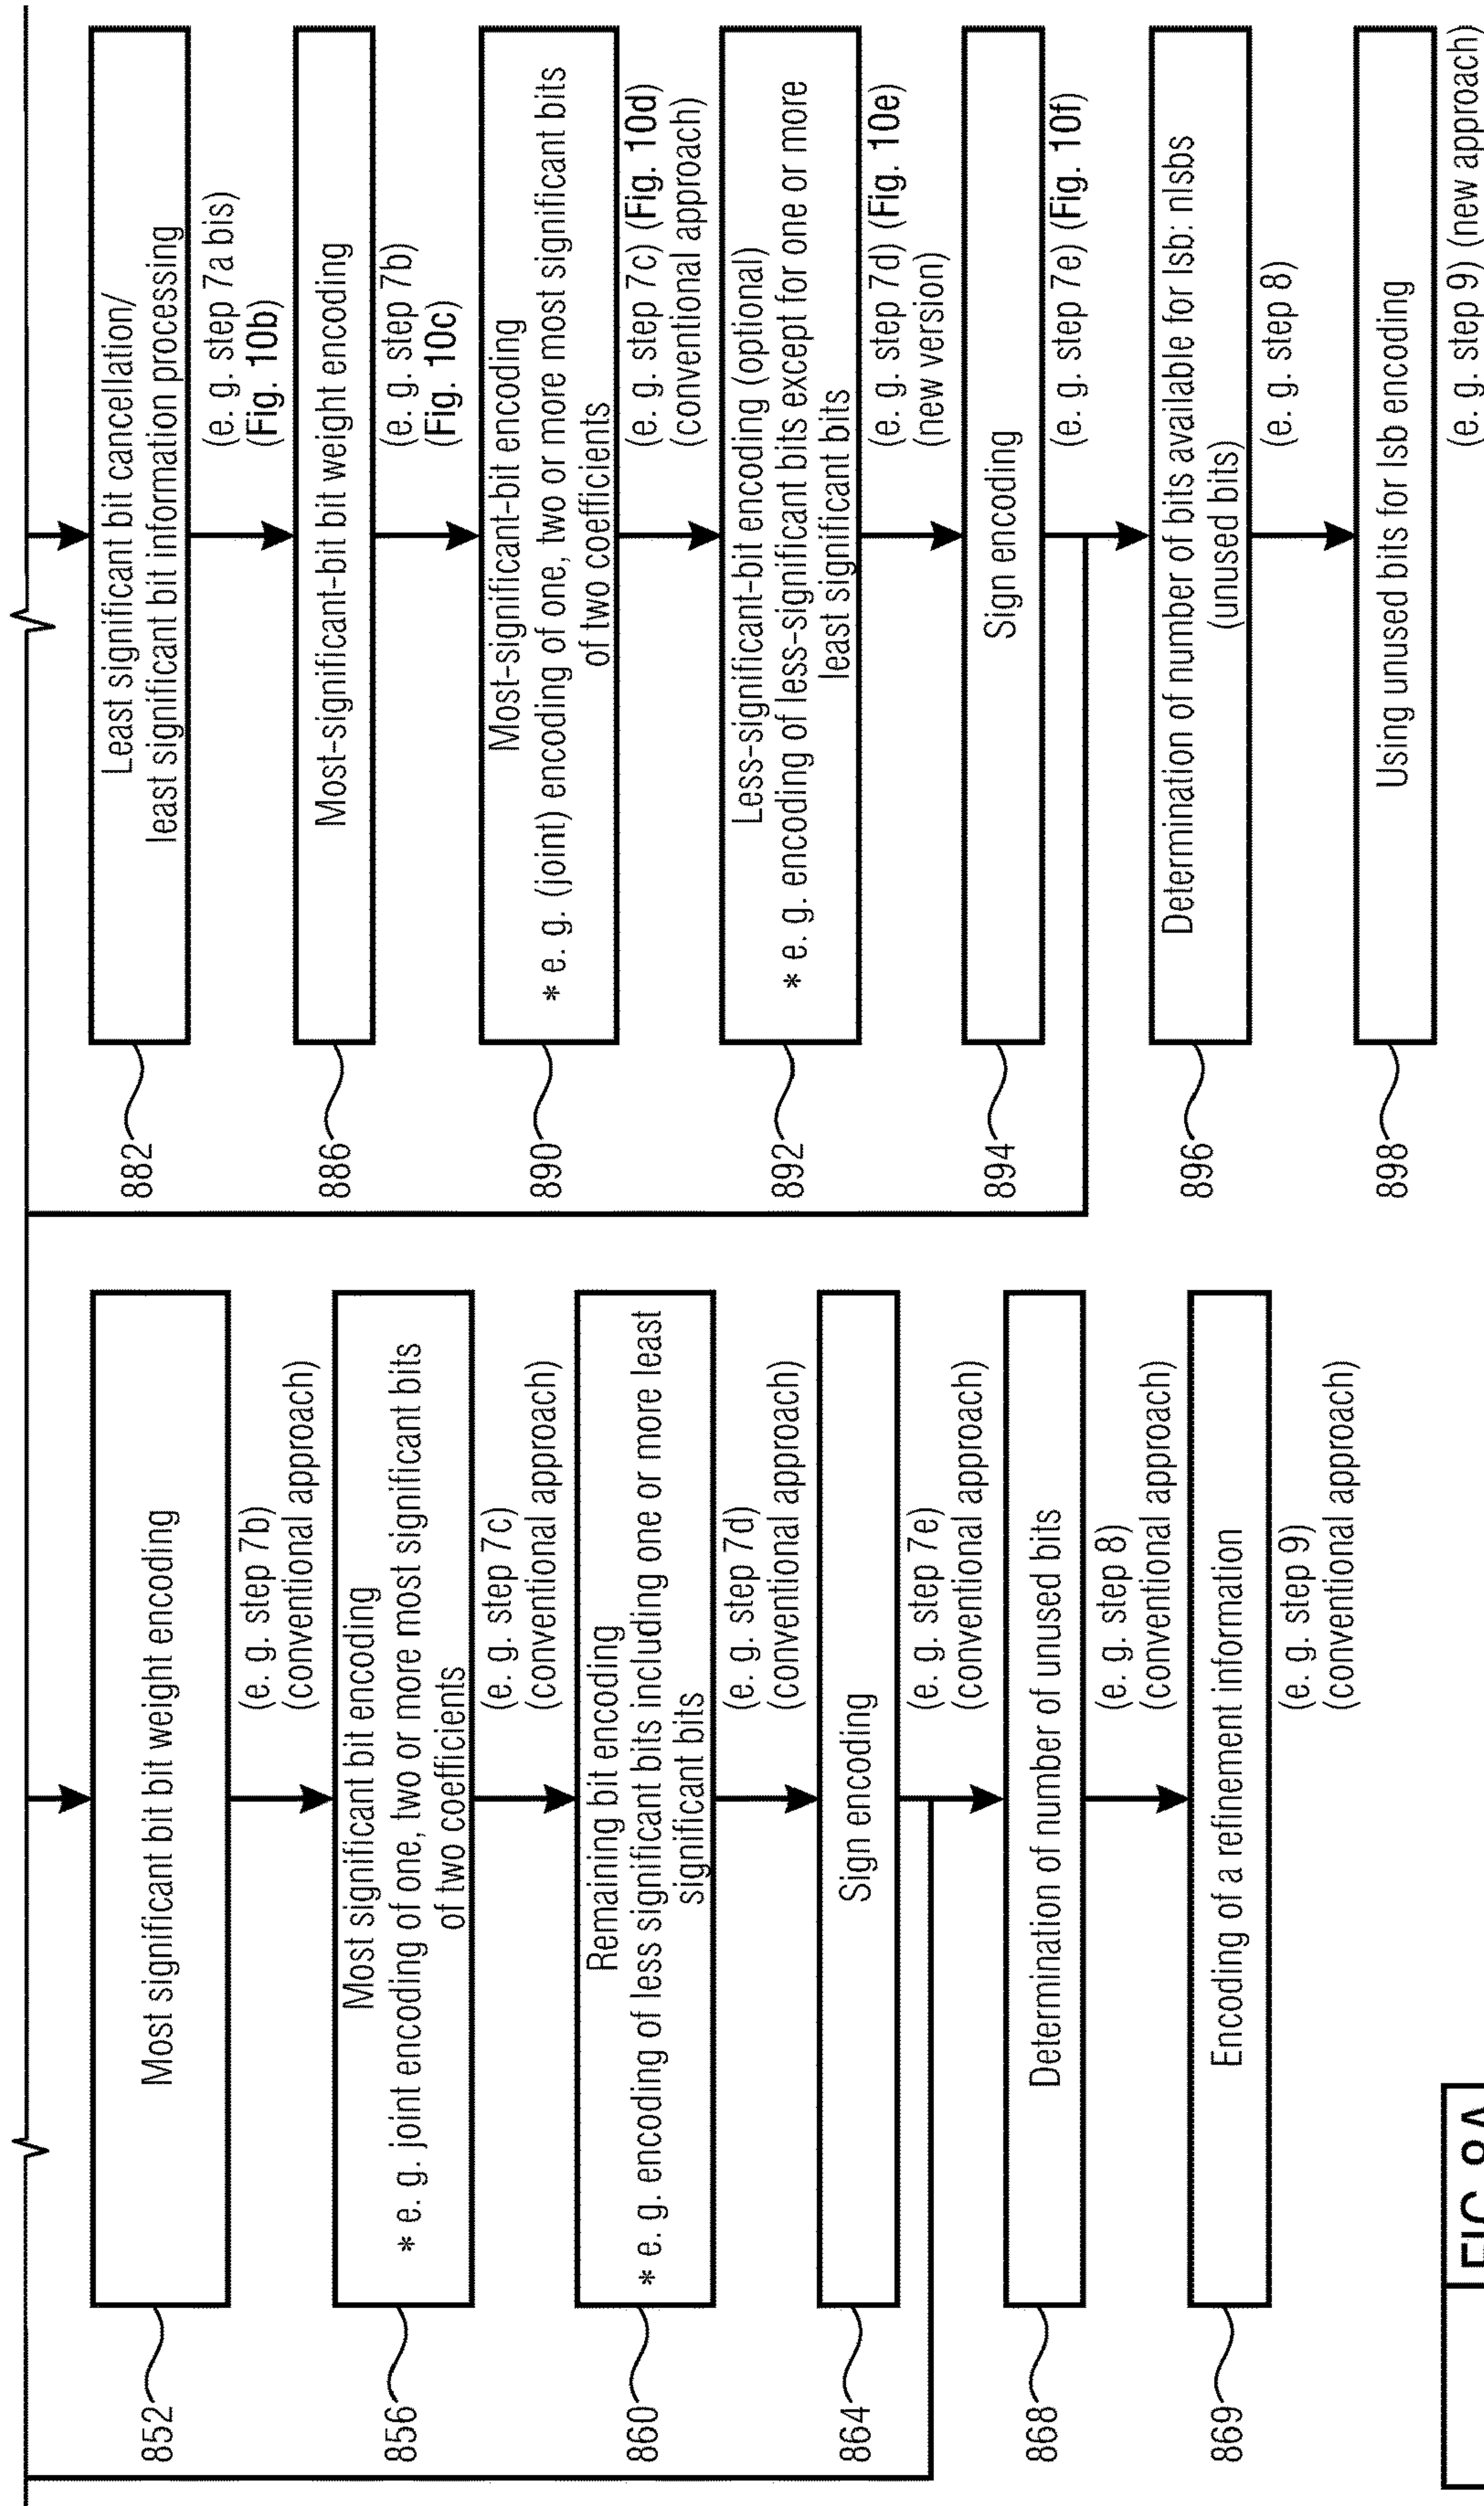 852
Most significant bit bit weight encoding
(e. g. step 7b)
(conventional approach)
856
Most significant bit encoding
* e. g. joint encoding of one, two or more most significant bits
of two coefficients
(e. g. step 7c)
(conventional approach)
860
Remaining bit encoding
* e. g. encoding of less significant bits including one or more least
significant bits
(e. g. step 7d)
(conventional approach)
864
Sign encoding
(e. g. step 7e)
(conventional approach)
868
Determination of number of unused bits
(e. g. step 8)
(conventional approach)
869
Encoding of a refinement information
(e. g. step 9)
(conventional approach)
882
Least significant bit cancellation/
least significant bit information processing
(e. g. step 7a bis)
(Fig. 10b)
886
Most-significant-bit bit weight encoding
(e. g. step 7b)
(Fig. 10c)
890
Most-significant-bit encoding
* e. g. (joint) encoding of one, two or more most significant bits
of two coefficients
(e. g. step 7c) (Fig. 10d)
(conventional approach)
892
Less-significant-bit encoding (optional)
* e. g. encoding of less-significant bits except for one or more
least significant bits
(e. g. step 7d) (Fig. 10e)
(new version)
894
Sign encoding
(e. g. step 7e) (Fig. 10f)
896
Determination of number of bits available for lsb: nlsbs
(unused bits)
(e. g. step 8)
898
Using unused bits for lsb encoding
(e. g. step 9) (new approach)
FIG 8A